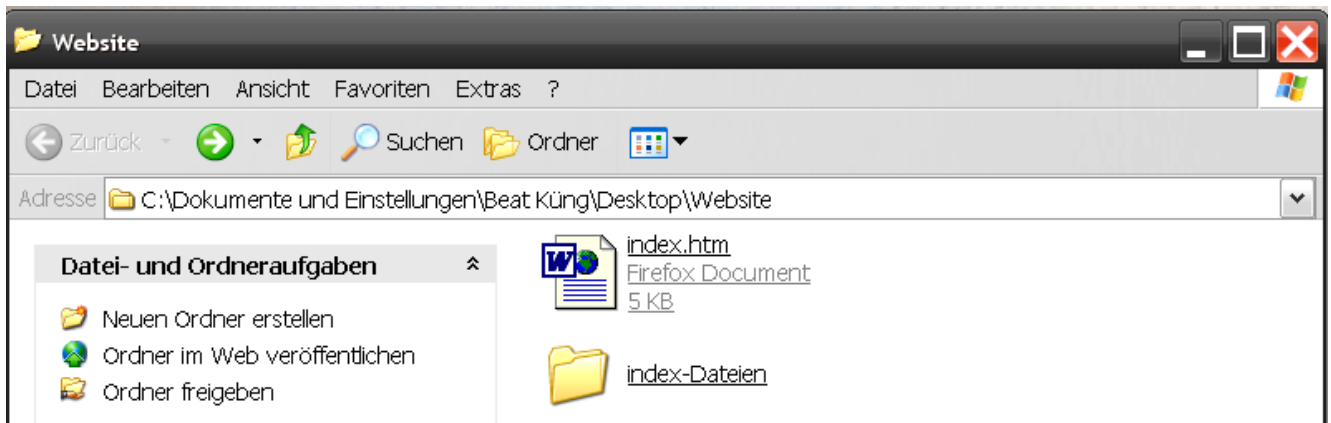 Website
Datei Bearbeiten Ansicht Favoriten Extras ?
Zurück Suchen Ordner
Adresse C:\Dokumente und Einstellungen\Beat Küng\Desktop\Website
Datei- und Ordneraufgaben
Neuen Ordner erstellen
Ordner im Web veröffentlichen
Ordner freigeben
index.htm
Firefox Document
5 KB
index-Dateien